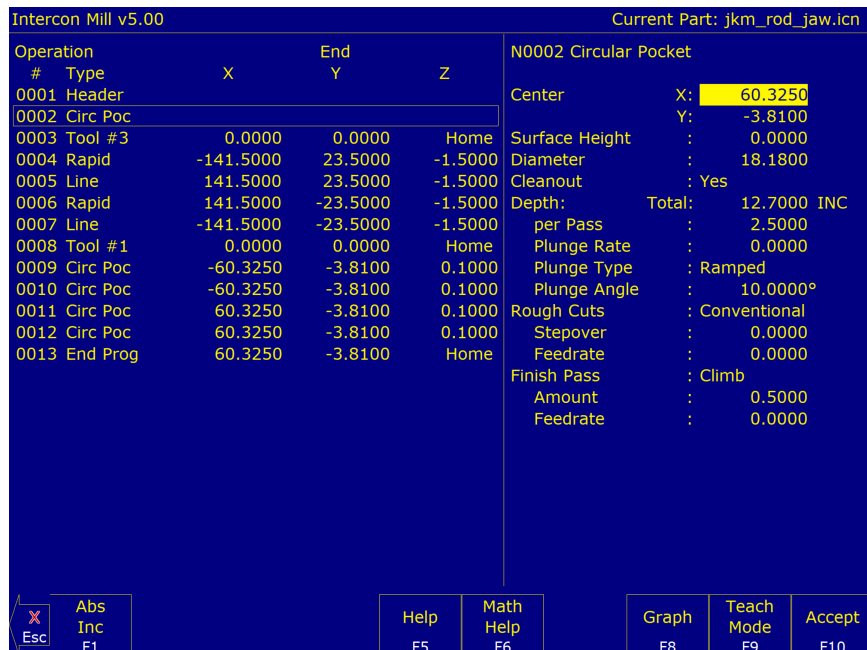 Intercon Mill v5.00 Current Part: jkm_rod_jaw.icn
Operation End
# Type X Y Z
0001 Header
0002 Circ Poc
0003 Tool #3 0.0000 0.0000 Home
0004 Rapid -141.5000 23.5000 -1.5000
0005 Line 141.5000 23.5000 -1.5000
0006 Rapid 141.5000 -23.5000 -1.5000
0007 Line -141.5000 -23.5000 -1.5000
0008 Tool #1 0.0000 0.0000 Home
0009 Circ Poc -60.3250 -3.8100 0.1000
0010 Circ Poc -60.3250 -3.8100 0.1000
0011 Circ Poc 60.3250 -3.8100 0.1000
0012 Circ Poc 60.3250 -3.8100 0.1000
0013 End Prog 60.3250 -3.8100 Home
N0002 Circular Pocket
Center X: 60.3250
Y: -3.8100
Surface Height : 0.0000
Diameter : 18.1800
Cleanout : Yes
Depth: Total: 12.7000 INC
per Pass : 2.5000
Plunge Rate : 0.0000
Plunge Type : Ramped
Plunge Angle : 10.0000°
Rough Cuts : Conventional
Stepover : 0.0000
Feedrate : 0.0000
Finish Pass : Climb
Amount : 0.5000
Feedrate : 0.0000
X
Esc
Abs
Inc
F1
Help
F5
Math
Help
F6
Graph
F8
Teach
Mode
F9
Accept
F10